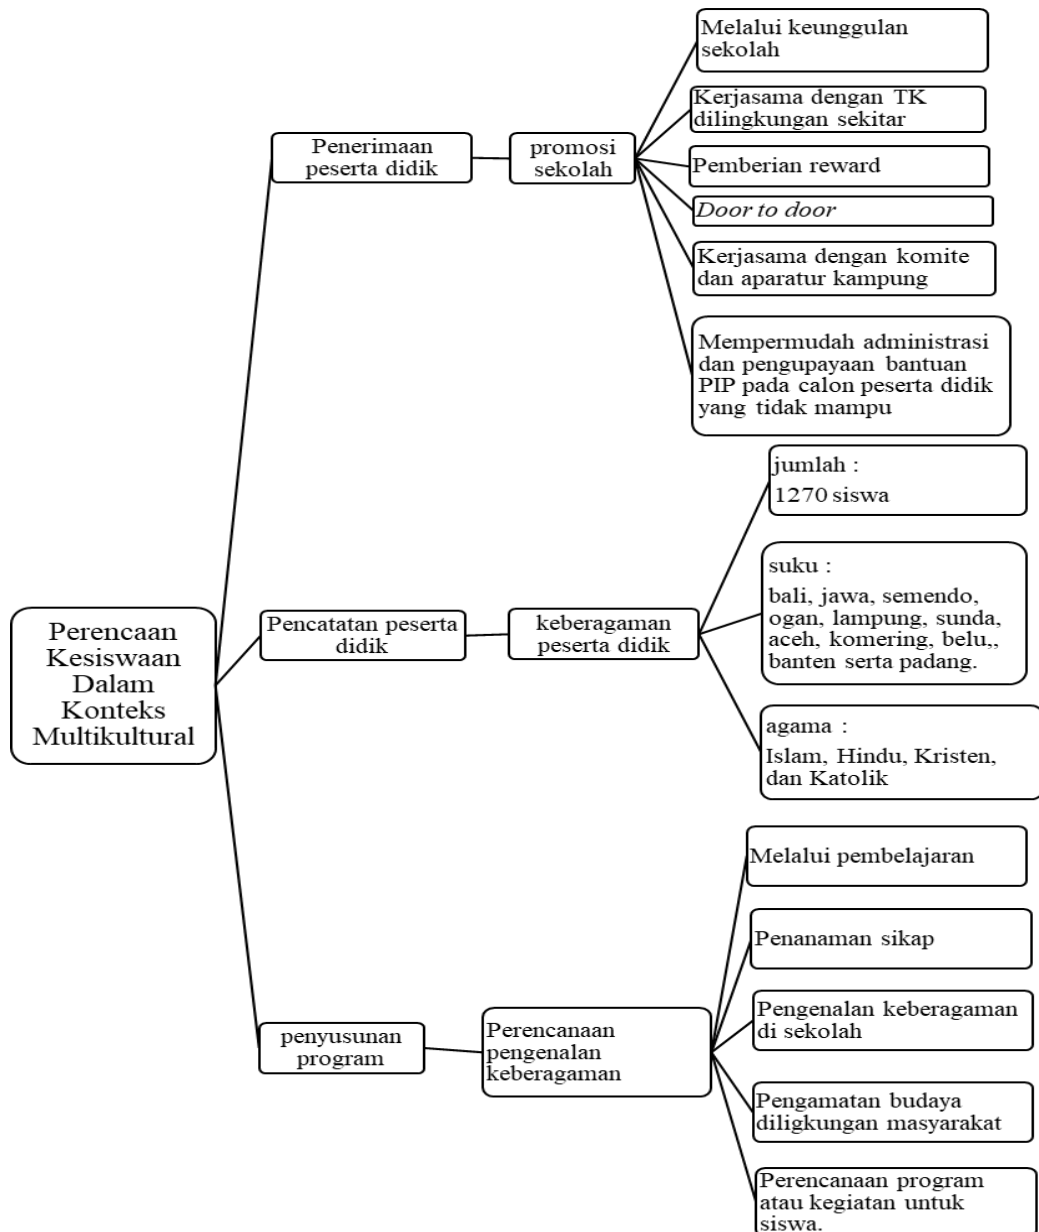 Perencaan
Kesiswaan
Dalam
Konteks
Multikultural
Penerimaan
peserta didik
promosi
sekolah
Melalui keunggulan
sekolah
Kerjasama dengan TK
dilingkungan sekitar
Pemberian reward
Door to door
Kerjasama dengan komite
dan aparatur kampung
Mempermudah administrasi
dan pengupayaan bantuan
PIP pada calon peserta didik
yang tidak mampu
Pencatatan peserta
didik
keberagaman
peserta didik
jumlah :
1270 siswa
suku :
bali, jawa, semendo,
ogan, lampung, sunda,
aceh, komering, belu,,
banten serta padang.
agama :
Islam, Hindu, Kristen,
dan Katolik
penyusunan
program
Perencanaan
pengenalan
keberagaman
Melalui pembelajaran
Penanaman sikap
Pengenalan keberagaman
di sekolah
Pengamatan budaya
diligkungan masyarakat
Perencanaan program
atau kegiatan untuk
siswa.